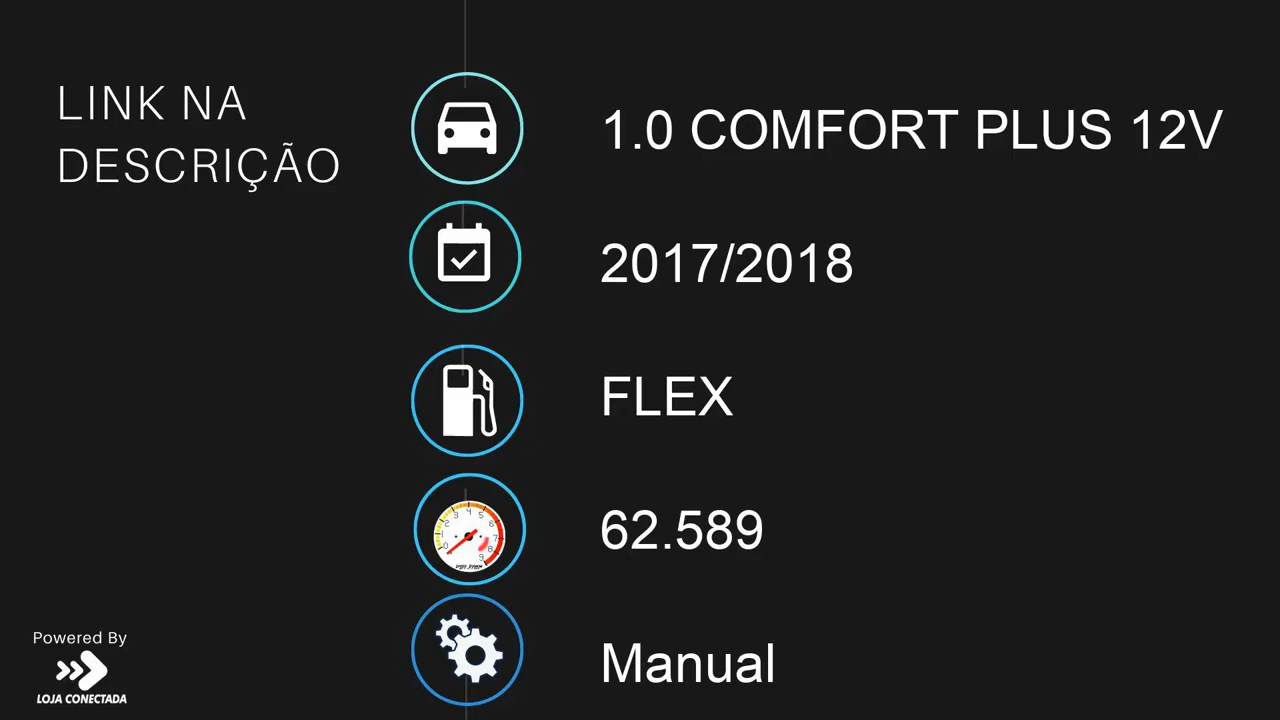 LINK NA
DESCRIÇÃO
1.0 COMFORT PLUS 12V
2017/2018
FLEX
62.589
Manual
Powered By
LOJA CONECTADA